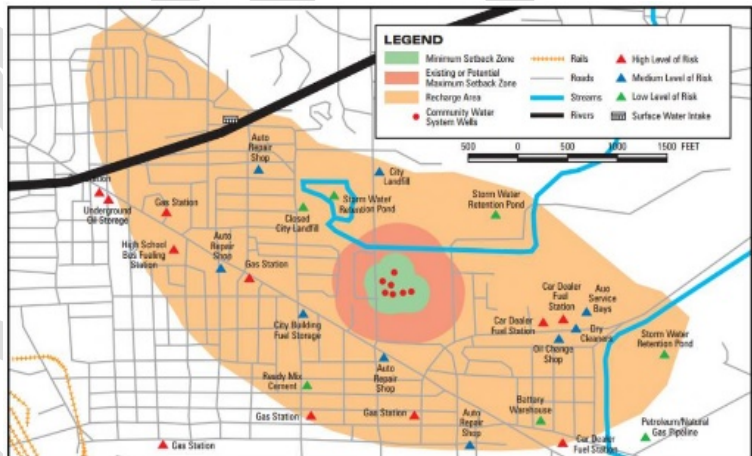 LEGEND
Minimum Setback Zone
Existing or Potential
Maximum Setback Zone
Recharge Area
Community Water
System Wells
Rails
Roads
Streams
Rivers
High Level of Risk
Medium Level of Risk
Low Level of Risk
Surface Water Intake
500 0 500 1000 1500 FEET
Auto
Repair
Shop
City
Landfill
Underground
Oil Storage
Gas Station
Closed
City Landfill
Storm Water
Retention Pond
Storm Water
Retention Pond
High School
Bus Fueling
Station
Auto
Repair
Shop
Gas Station
City Building
Fuel Storage
Car Dealer
Fuel
Station
Auo
Service
Bays
Car Dealer
Fuel Station
Dry
Cleaners
Oil Change
Shop
Storm Water
Retention Pond
Auto
Repair
Shop
Ready Mix
Cement
Gas Station
Gas Station
Auto
Repair
Shop
Battery
Warehouse
Car Dealer
Fuel Station
Petroleum/Natural
Gas Pipeline
Gas Station